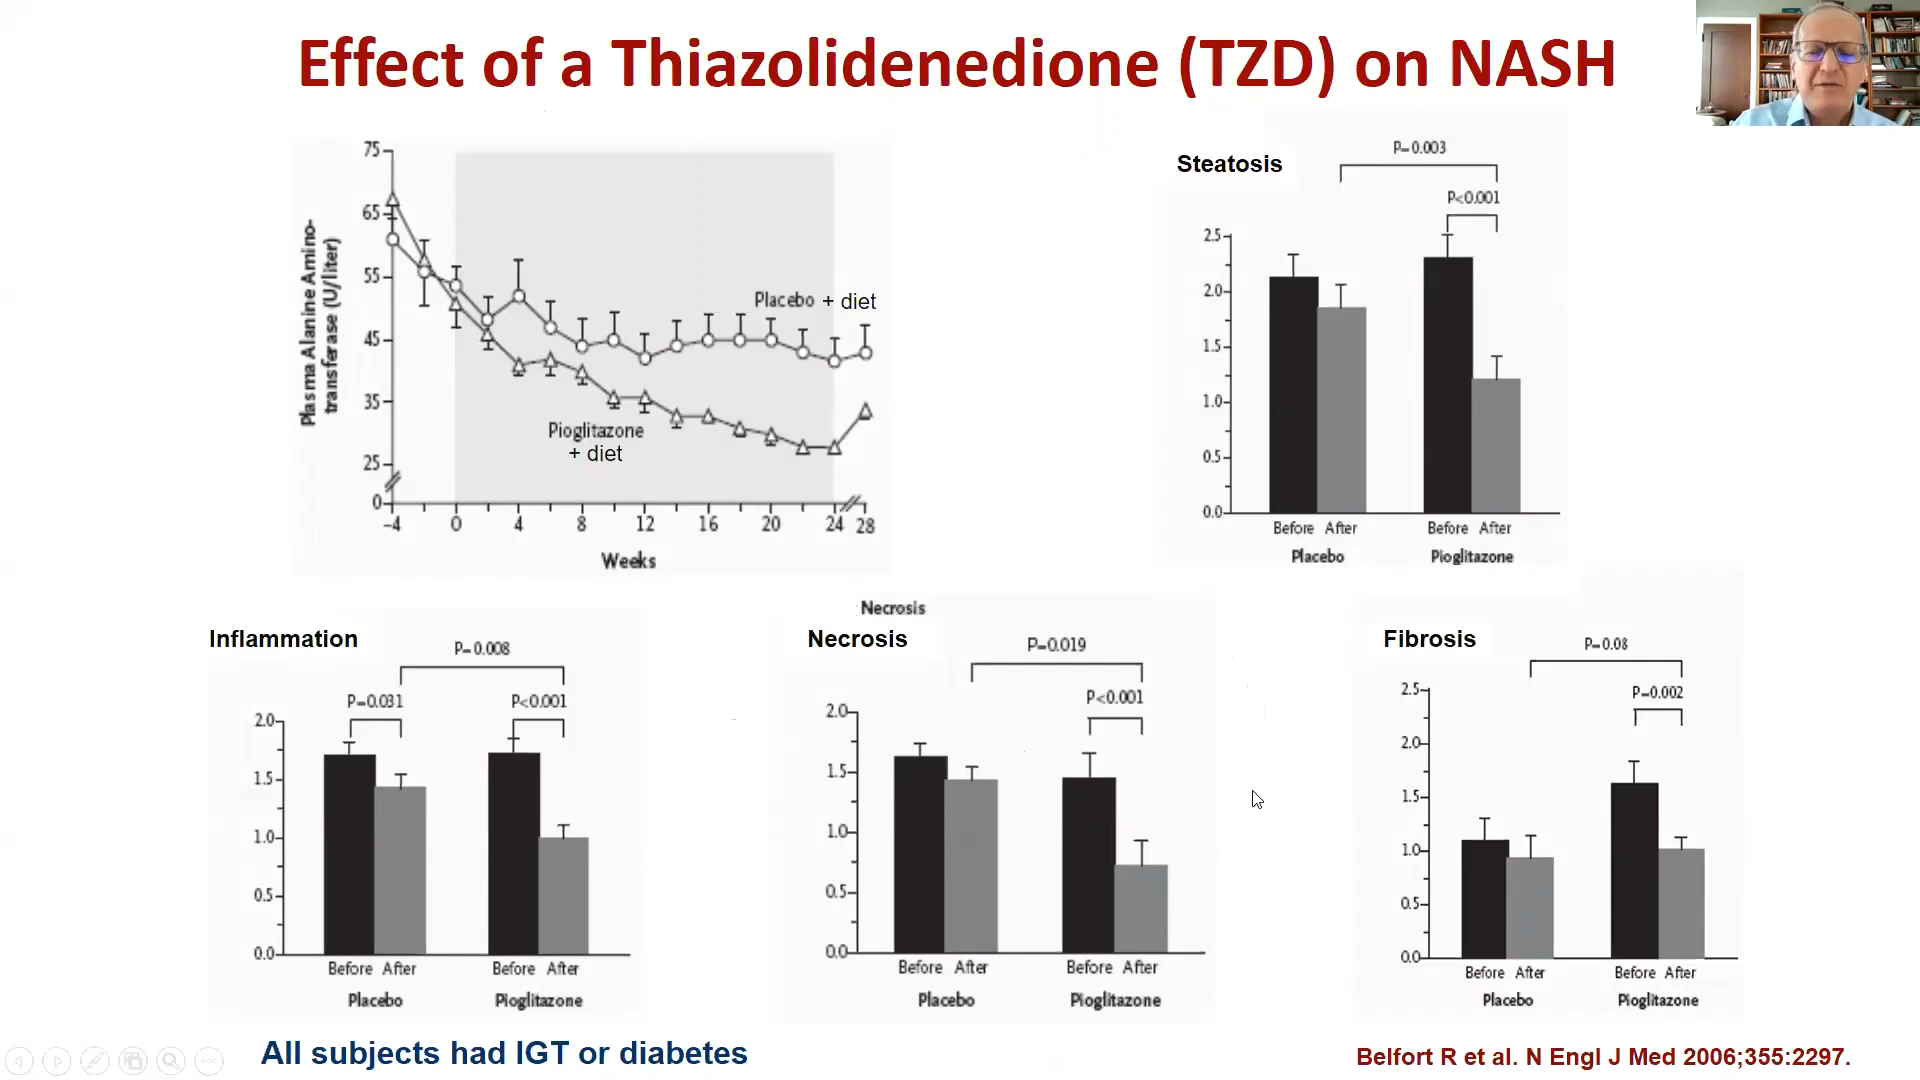 Effect of a Thiazolidenedione (TZD) on NASH
Plasma Alanine Amino-
transferase (U/liter)
75
65
55
45
35
25
0
Placebo + diet
Pioglitazone
+ diet
-4 0 4 8 12 16 20 24 28
Weeks
Steatosis
P=0.003
P<0.001
2.5
2.0
1.5
1.0
0.5
0.0
Before After Before After
Placebo Pioglitazone
Inflammation
P=0.008
P=0.031 P<0.001
2.0
1.5
1.0
0.5
0.0
Before After Before After
Placebo Pioglitazone
Necrosis
Necrosis
P=0.019
P<0.001
2.0
1.5
1.0
0.5
0.0
Before After Before After
Placebo Pioglitazone
Fibrosis
P=0.08
P=0.002
2.5
2.0
1.5
1.0
0.5
0.0
Before After Before After
Placebo Pioglitazone
All subjects had IGT or diabetes
Belfort R et al. N Engl J Med 2006;355:2297.